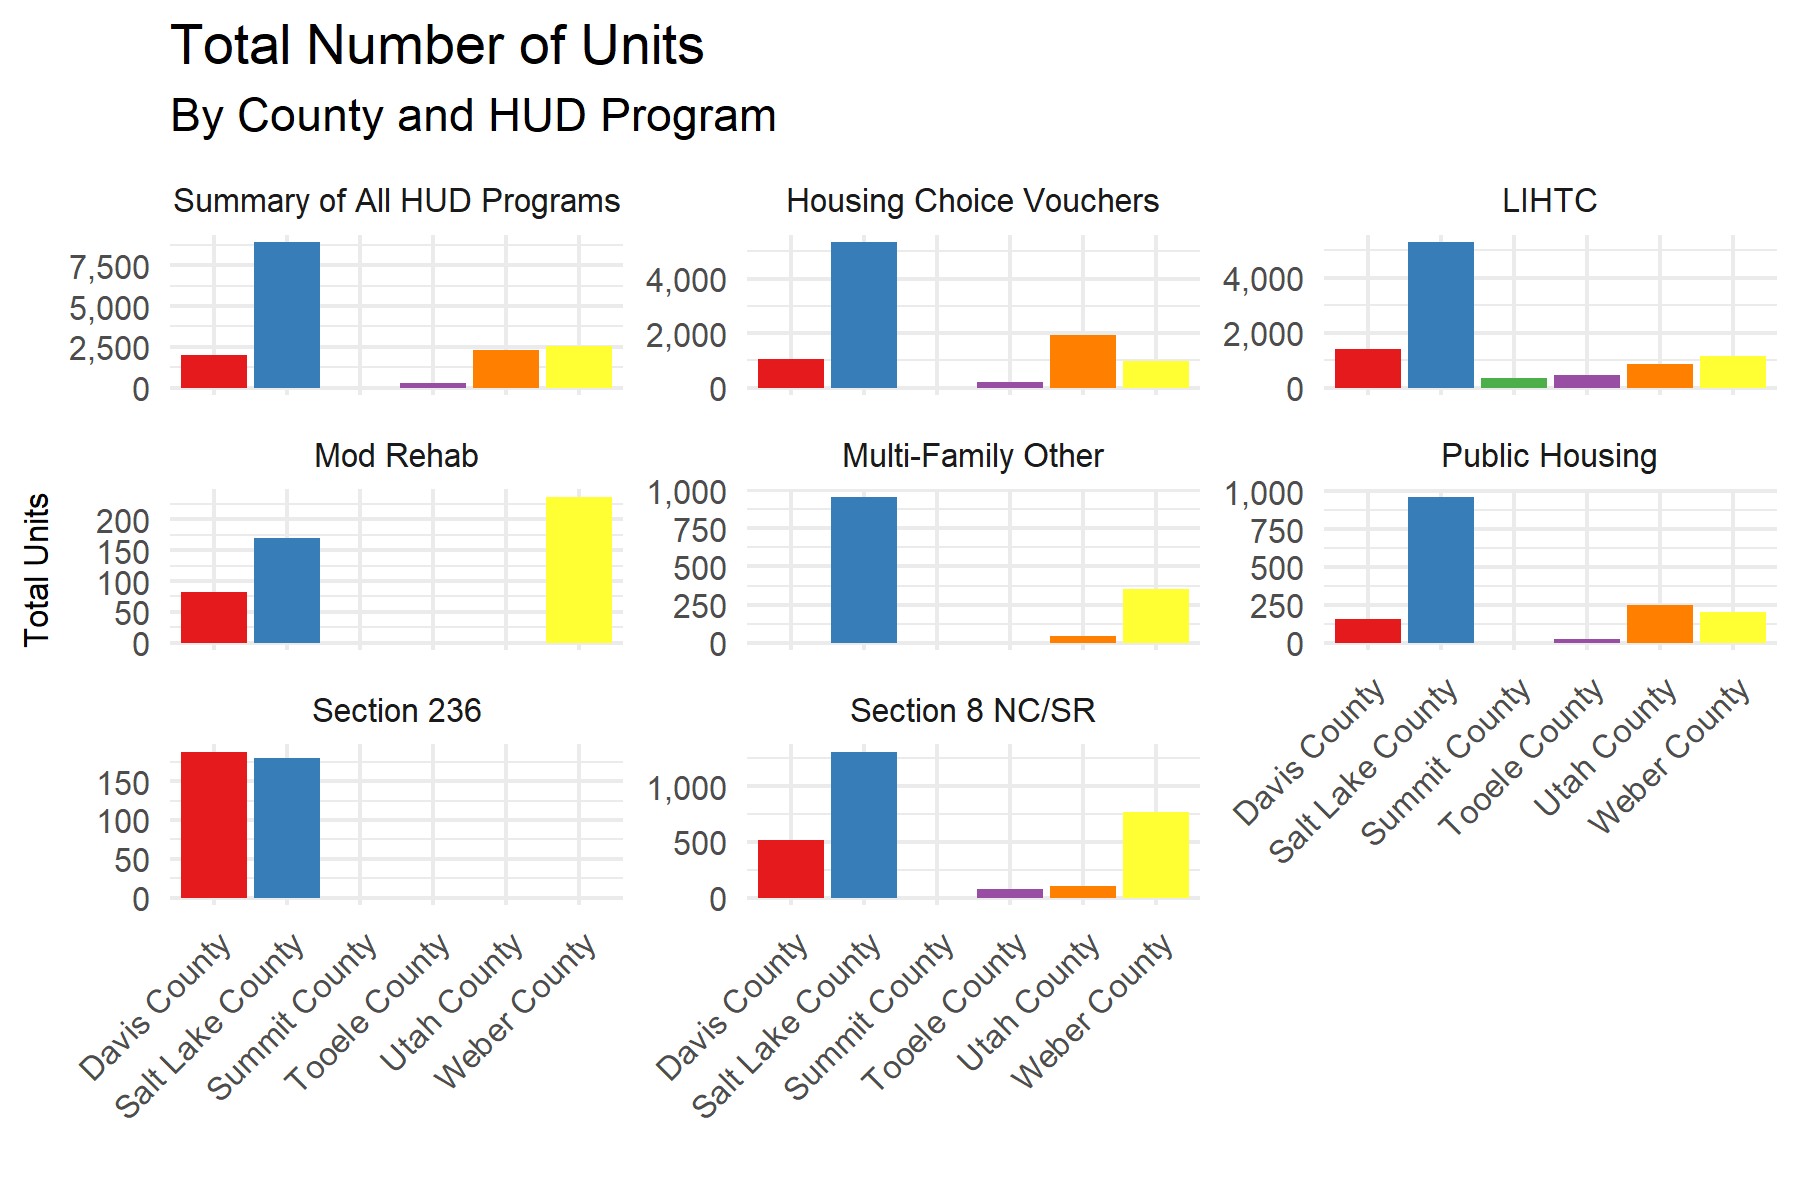 Total Number of Units
By County and HUD Program
Summary of All HUD Programs
Housing Choice Vouchers
LIHTC
7,500
5,000
2,500
0
4,000
2,000
0
4,000
2,000
0
Mod Rehab
Multi-Family Other
Public Housing
Total Units
200
150
100
50
0
1,000
750
500
250
0
1,000
750
500
250
0
Davis County
Salt Lake County
Summit County
Tooele County
Utah County
Weber County
Section 236
Section 8 NC/SR
150
100
50
0
1,000
500
0
Davis County
Salt Lake County
Summit County
Tooele County
Utah County
Weber County
Davis County
Salt Lake County
Summit County
Tooele County
Utah County
Weber County